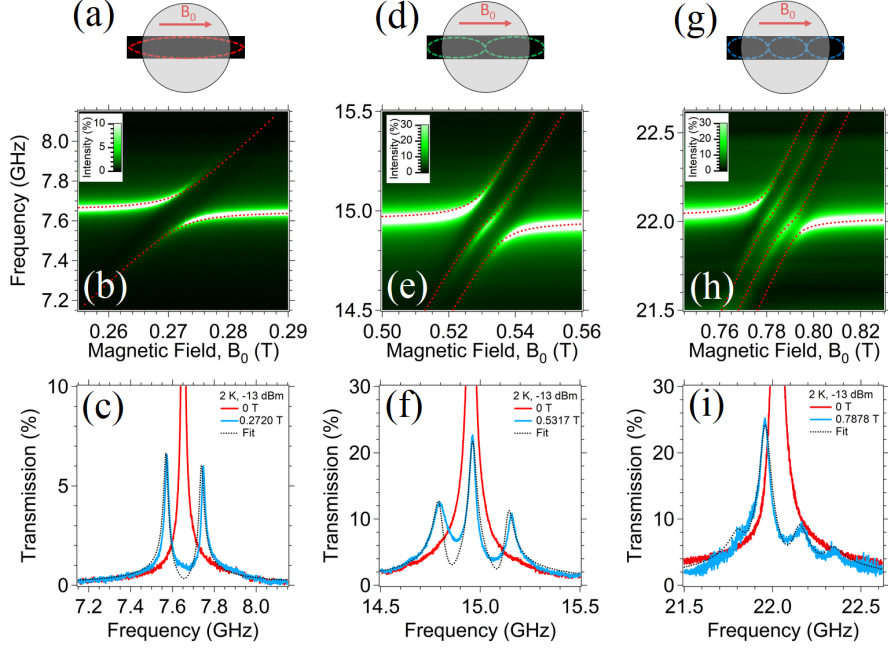 (a)
B0
(d)
B0
(g)
B0
Frequency (GHz)
8.0
7.8
7.6
7.4
7.2
Intensity (%)
10
5
0
(b)
0.26
0.27
0.28
0.29
Magnetic Field, B0 (T)
15.5
15.0
14.5
Intensity (%)
30
20
10
0
(e)
0.50
0.52
0.54
0.56
Magnetic Field, B0 (T)
22.5
22.0
21.5
Intensity (%)
30
20
10
0
(h)
0.76
0.78
0.80
0.82
Magnetic Field, B0 (T)
Transmission (%)
10
5
0
(c)
2 K, -13 dBm
0 T
0.2720 T
Fit
7.2
7.4
7.6
7.8
8.0
Frequency (GHz)
Transmission (%)
30
20
10
0
(f)
2 K, -13 dBm
0 T
0.5317 T
Fit
14.5
15.0
15.5
Frequency (GHz)
Transmission (%)
30
20
10
0
(i)
2 K, -13 dBm
0 T
0.7878 T
Fit
21.5
22.0
22.5
Frequency (GHz)